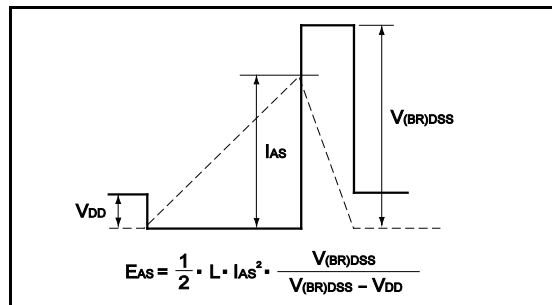 V(BR)DSS
IAS
VDD
EAS = 1/2 · L · IAS² · V(BR)DSS / (V(BR)DSS – VDD)